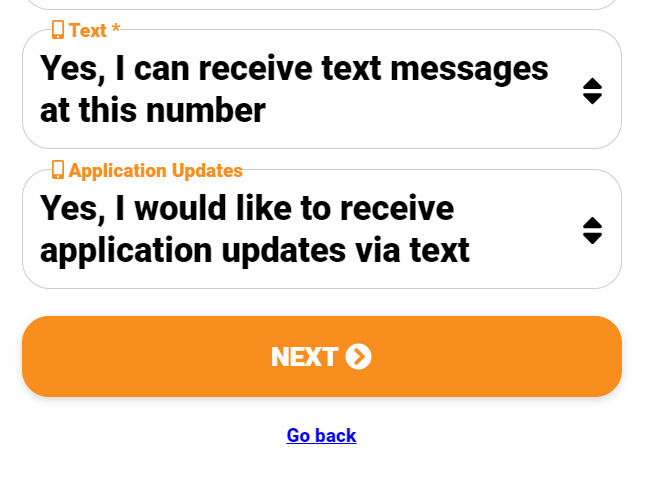 Text *
Yes, I can receive text messages
at this number
Application Updates
Yes, I would like to receive
application updates via text
NEXT
Go back